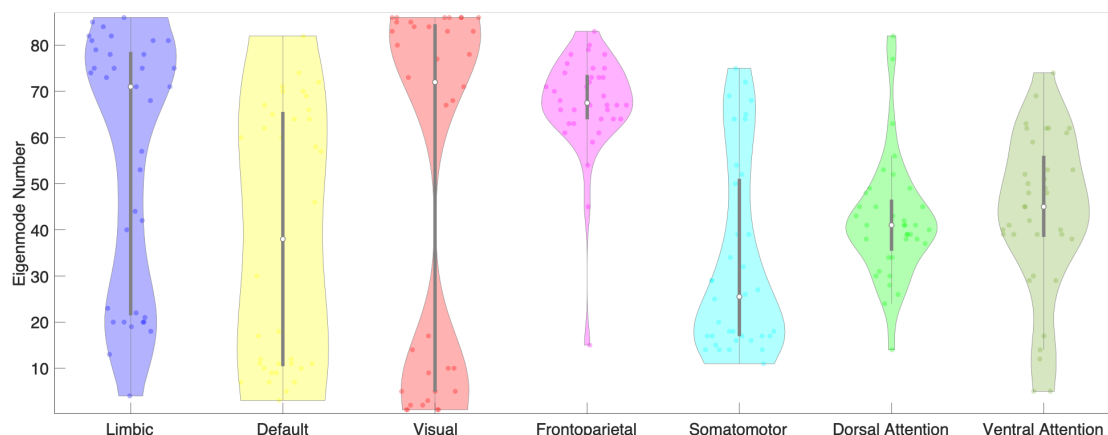 Eigenmode Number
80
70
60
50
40
30
20
10
Limbic
Default
Visual
Frontoparietal
Somatomotor
Dorsal Attention
Ventral Attention